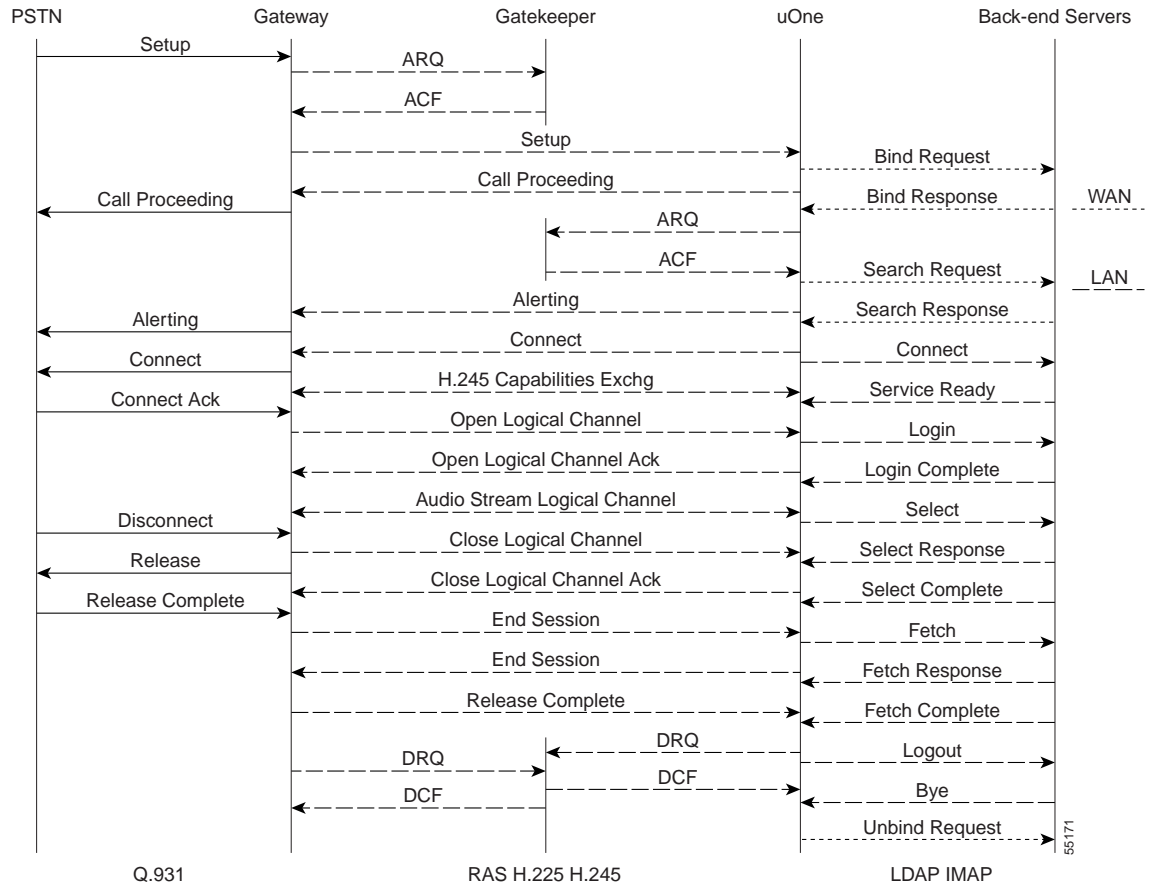 PSTN Gateway Gatekeeper uOne Back-end Servers
Setup
ARQ
ACF
Setup
Bind Request
Call Proceeding
Call Proceeding
Bind Response WAN
ARQ
ACF
Search Request
LAN
Alerting
Search Response
Alerting
Connect
Connect
Connect
H.245 Capabilities Exchg
Service Ready
Connect Ack
Open Logical Channel
Login
Open Logical Channel Ack
Login Complete
Audio Stream Logical Channel
Select
Disconnect
Close Logical Channel
Select Response
Release
Close Logical Channel Ack
Select Complete
Release Complete
End Session
Fetch
End Session
Fetch Response
Release Complete
Fetch Complete
DRQ
Logout
DRQ
DCF
Bye
DCF
Unbind Request
55171
Q.931 RAS H.225 H.245 LDAP IMAP